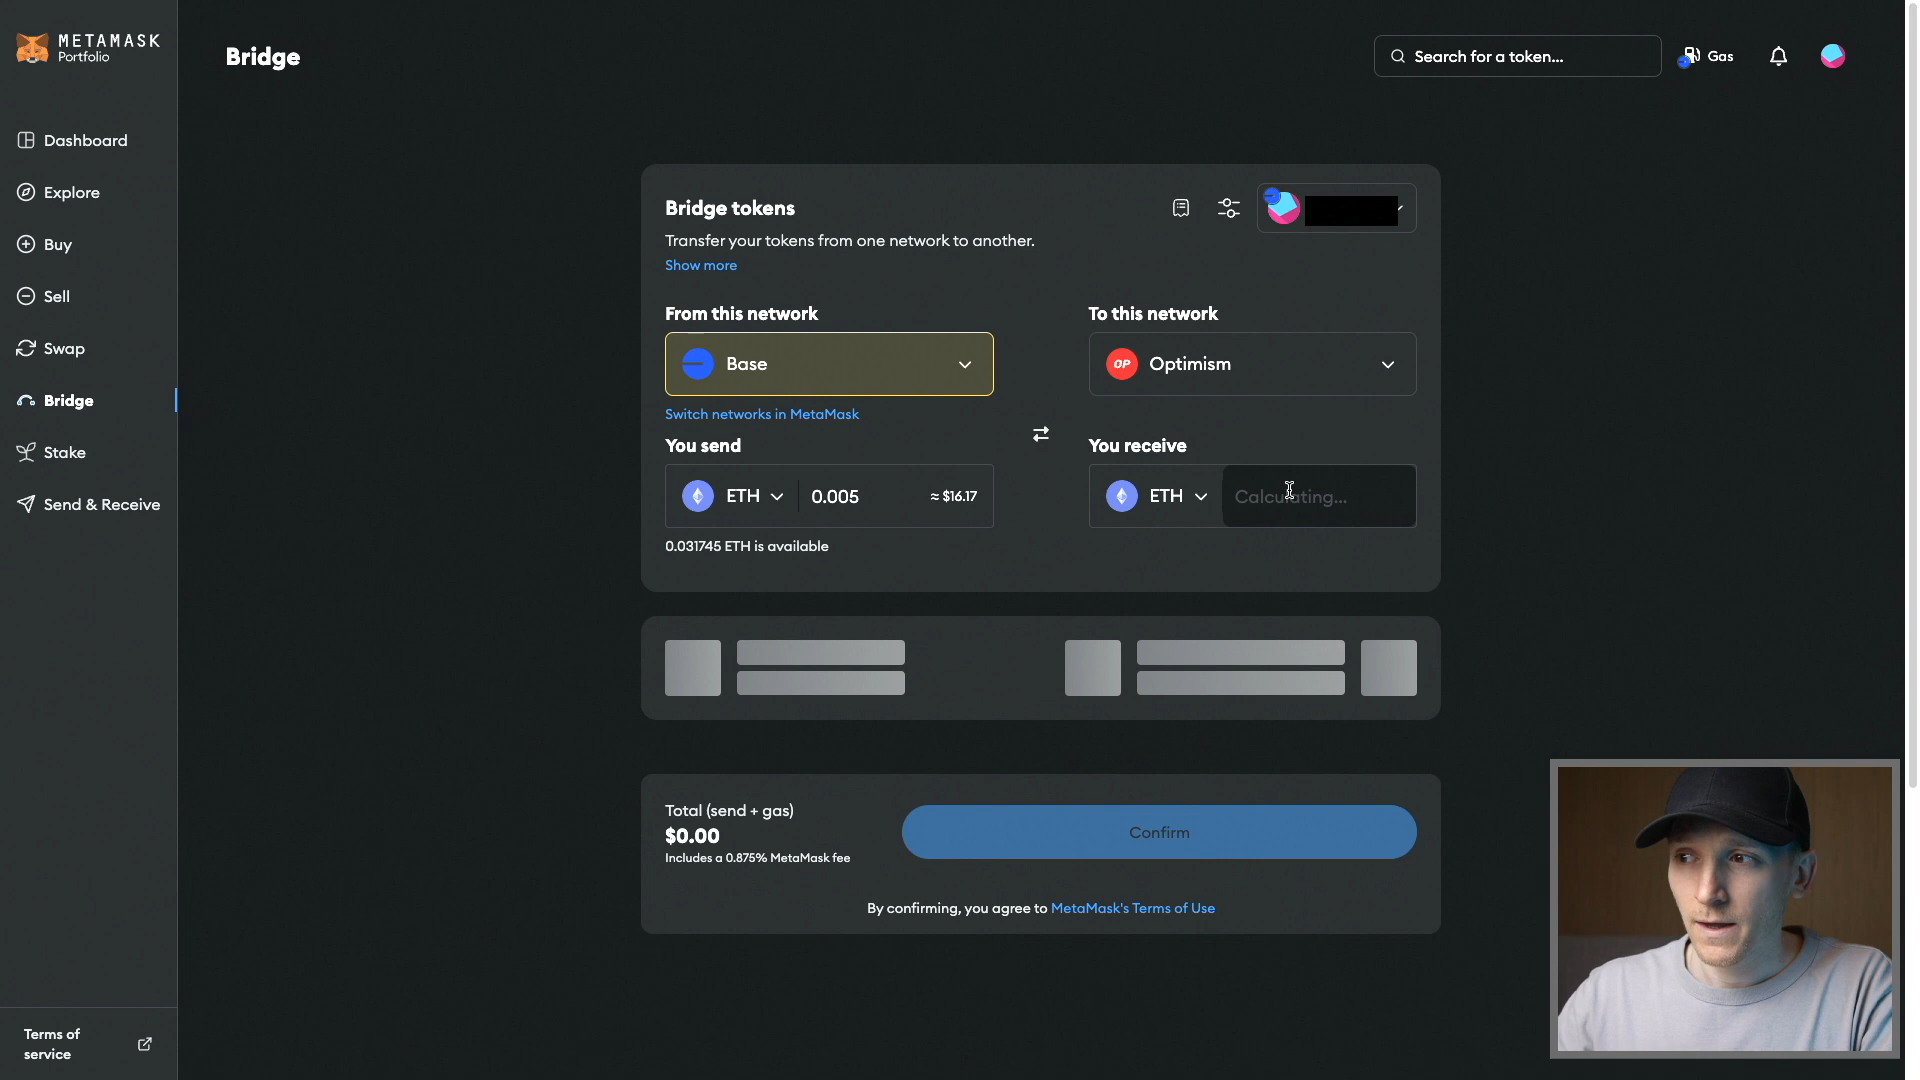 METAMASK
Portfolio
Bridge
Search for a token...
Gas
Dashboard
Explore
Buy
Sell
Swap
Bridge
Stake
Send & Receive
Terms of
service
Bridge tokens
Transfer your tokens from one network to another.
Show more
From this network
To this network
Base
OP Optimism
Switch networks in MetaMask
You send
You receive
ETH 0.005 ≈ $16.17
ETH Calculating...
0.031745 ETH is available
Total (send + gas)
$0.00
Includes a 0.875% MetaMask fee
Confirm
By confirming, you agree to MetaMask's Terms of Use